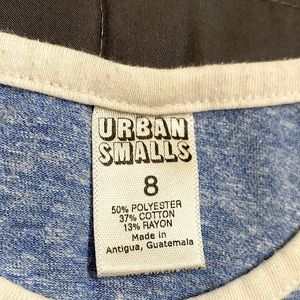 URBAN
SMALLS
8
50% POLYESTER
37% COTTON
13% RAYON
Made in
Antigua, Guatemala